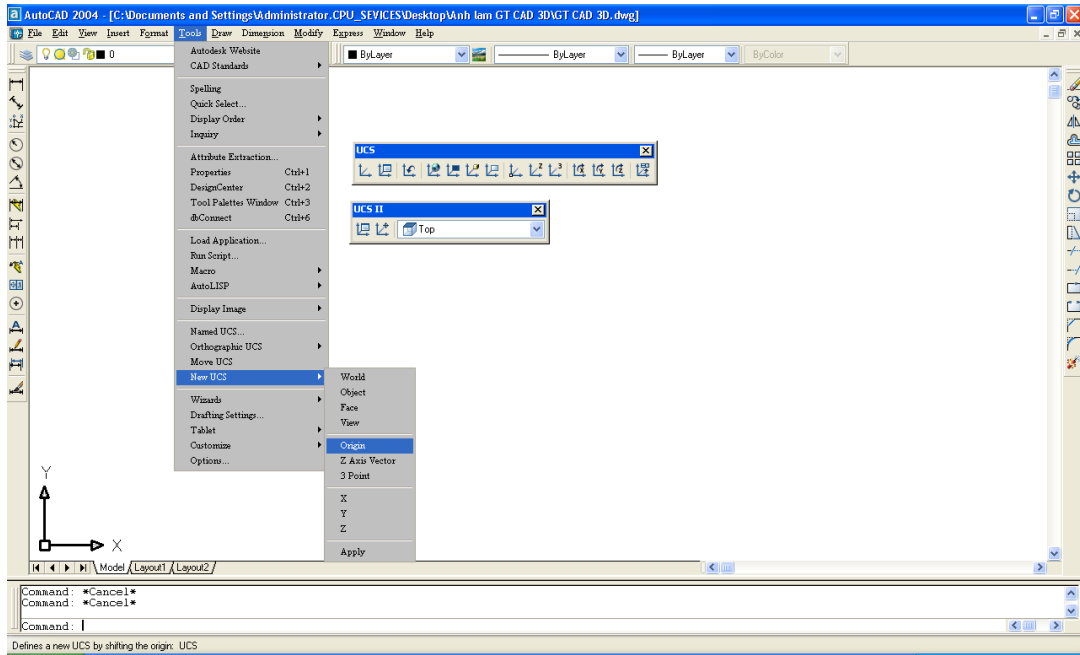 AutoCAD 2004 - [C:\Documents and Settings\Administrator.CPU_SEVICES\Desktop\Anh lam GT CAD 3D\GT CAD 3D.dwg]
File Edit View Insert Format Tools Draw Dimension Modify Express Window Help
0
ByLayer
ByLayer
ByLayer
ByColor
Autodesk Website
CAD Standards
Spelling
Quick Select...
Display Order
Inquiry
Attribute Extraction...
Properties Ctrl+1
DesignCenter Ctrl+2
Tool Palettes Window Ctrl+3
dbConnect Ctrl+6
Load Application...
Run Script...
Macro
AutoLISP
Display Image
Named UCS...
Orthographic UCS
Move UCS
New UCS
Wizards
Drafting Settings...
Tablet
Customize
Options...
World
Object
Face
View
Origin
Z Axis Vector
3 Point
X
Y
Z
Apply
UCS
UCS II
Top
Y
X
Model Layout1 Layout2
Command: *Cancel*
Command: *Cancel*
Command:
Defines a new UCS by shifting the origin: UCS